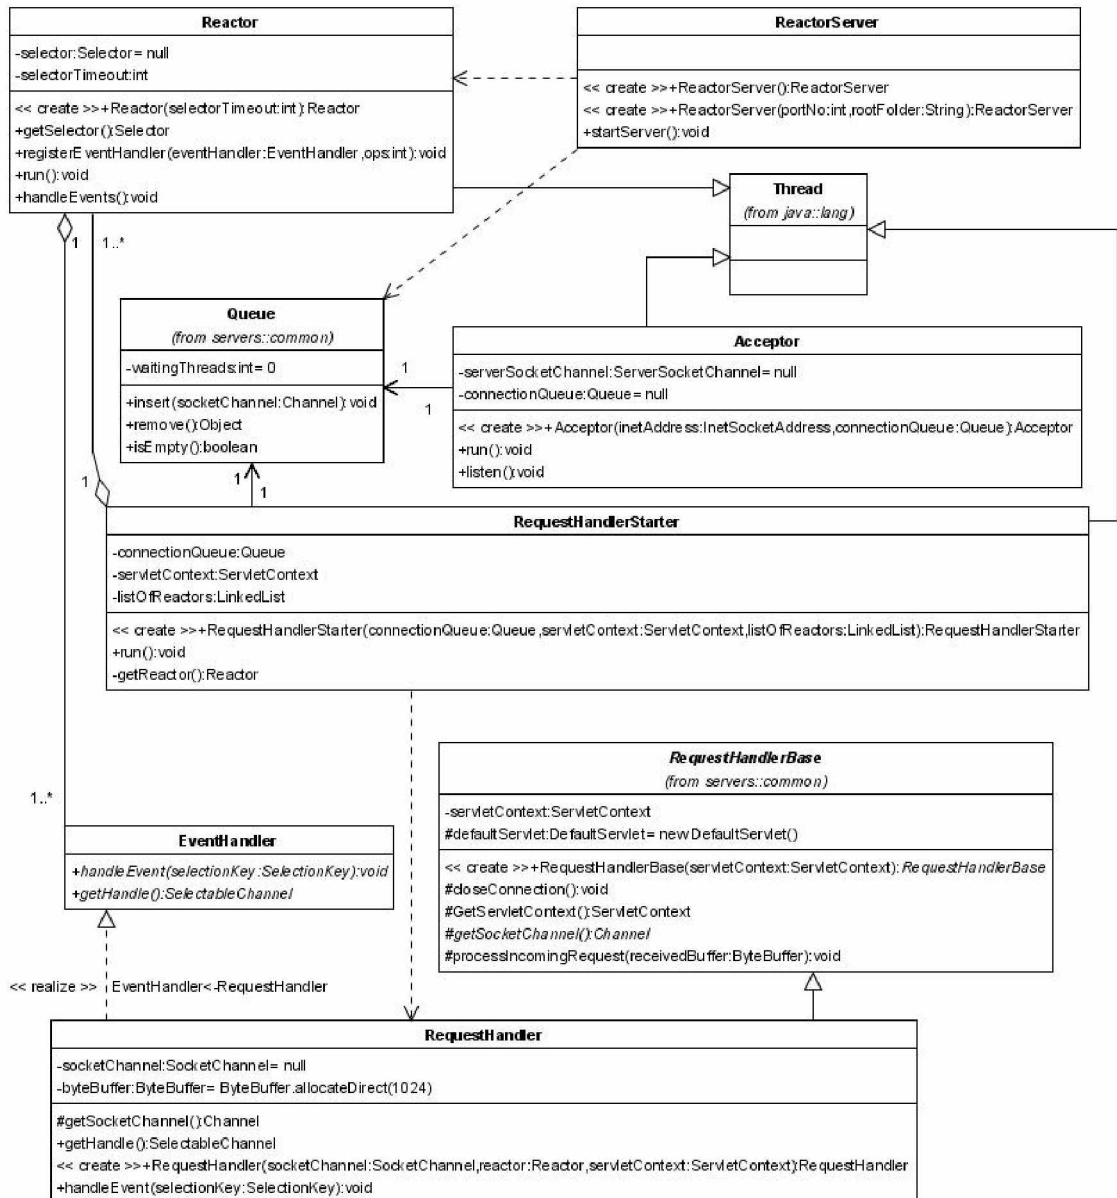 Reactor
-selector:Selector= null
-selectorTimeout:int
<< create >>+Reactor(selectorTimeout:int):Reactor
+getSelector():Selector
+registerEventHandler(eventHandler:EventHandler,ops:int):void
+run():void
+handleEvents():void
ReactorServer
<< create >>+ReactorServer():ReactorServer
<< create >>+ReactorServer(portNo:int,rootFolder:String):ReactorServer
+startServer():void
Thread
(from java::lang)
1
1..*
Queue
(from servers::common)
-waitingThreads:int= 0
+insert(socketChannel:Channel):void
+remove():Object
+isEmpty():boolean
1
1
Acceptor
-serverSocketChannel:ServerSocketChannel= null
-connectionQueue:Queue= null
<< create >>+Acceptor(inetAddress:InetSocketAddress,connectionQueue:Queue):Acceptor
+run():void
+listen():void
1
1
1
RequestHandlerStarter
-connectionQueue:Queue
-servletContext:ServletContext
-listOfReactors:LinkedList
<< create >>+RequestHandlerStarter(connectionQueue:Queue,servletContext:ServletContext,listOfReactors:LinkedList):RequestHandlerStarter
+run():void
-getReactor():Reactor
RequestHandlerBase
(from servers::common)
-servletContext:ServletContext
#defaultServlet:DefaultServlet= new DefaultServlet()
<< create >>+RequestHandlerBase(servletContext:ServletContext):RequestHandlerBase
#closeConnection():void
#GetServletContext():ServletContext
#getSocketChannel():Channel
#processIncomingRequest(receivedBuffer:ByteBuffer):void
1..*
EventHandler
+handleEvent(selectionKey:SelectionKey):void
+getHandle():SelectableChannel
<< realize >> EventHandler<-RequestHandler
RequestHandler
-socketChannel:SocketChannel= null
-byteBuffer:ByteBuffer= ByteBuffer.allocateDirect(1024)
#getSocketChannel():Channel
+getHandle():SelectableChannel
<< create >>+RequestHandler(socketChannel:SocketChannel,reactor:Reactor,servletContext:ServletContext):RequestHandler
+handleEvent(selectionKey:SelectionKey):void